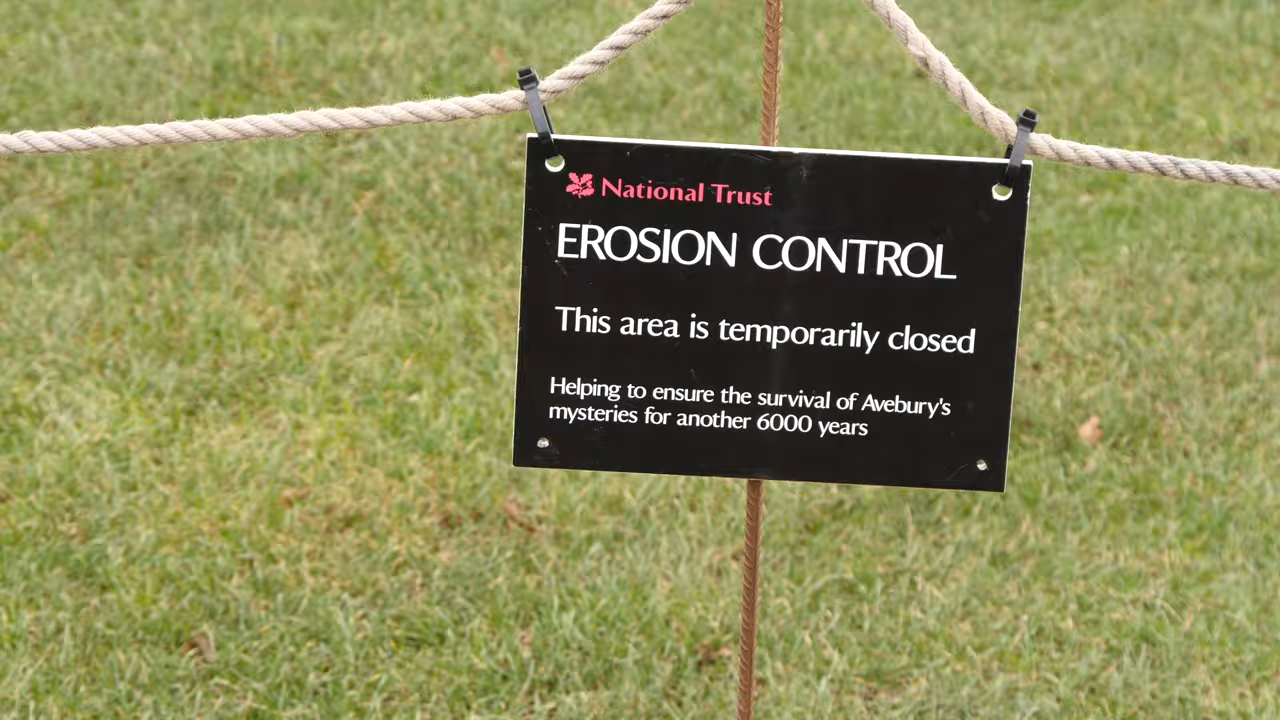 National Trust
EROSION CONTROL
This area is temporarily closed
Helping to ensure the survival of Avebury's
mysteries for another 6000 years